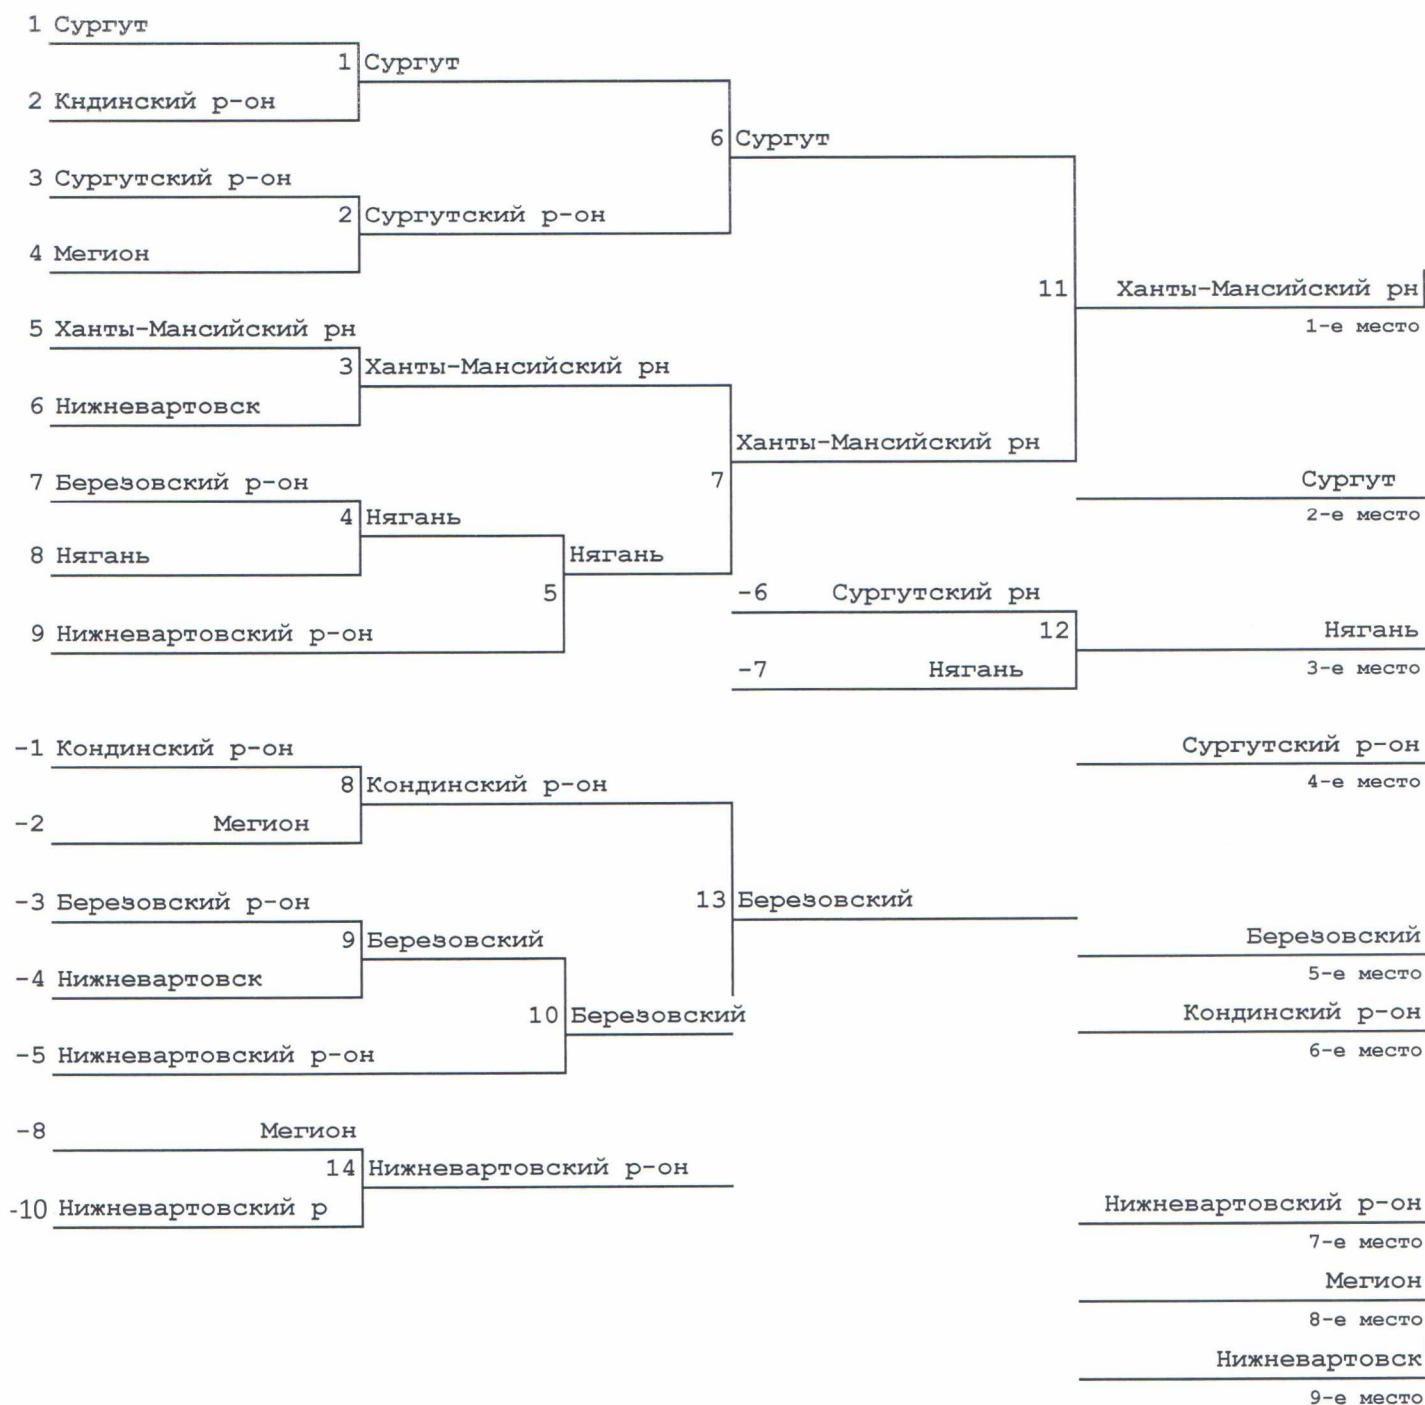 1 Сургут
1 Сургут
2 Кндинский р-он
6 Сургут
3 Сургутский р-он
2 Сургутский р-он
4 Мегион
11 Ханты-Мансийский рн
1-е место
5 Ханты-Мансийский рн
3 Ханты-Мансийский рн
6 Нижневартовск
Ханты-Мансийский рн
7
7 Березовский р-он
Сургут
2-е место
4 Нягань
8 Нягань
Нягань
5
-6 Сургутский рн
9 Нижневартовский р-он
12
Нягань
3-е место
-7 Нягань
-1 Кондинский р-он
Сургутский р-он
4-е место
8 Кондинский р-он
-2 Мегион
-3 Березовский р-он
13 Березовский
9 Березовский
Березовский
5-е место
-4 Нижневартовск
10 Березовский
Кондинский р-он
6-е место
-5 Нижневартовский р-он
-8 Мегион
14 Нижневартовский р-он
-10 Нижневартовский р
Нижневартовский р-он
7-е место
Мегион
8-е место
Нижневартовск
9-е место